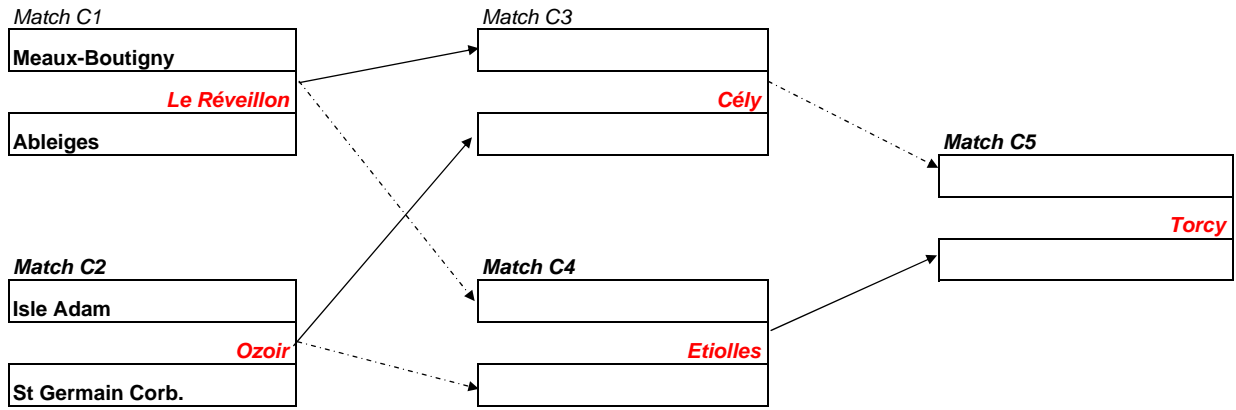 Match C1
Meaux-Boutigny
Le Réveillon
Ableiges
Match C2
Isle Adam
Ozoir
St Germain Corb.
Match C3
Cély
Match C4
Etiolles
Match C5
Torcy